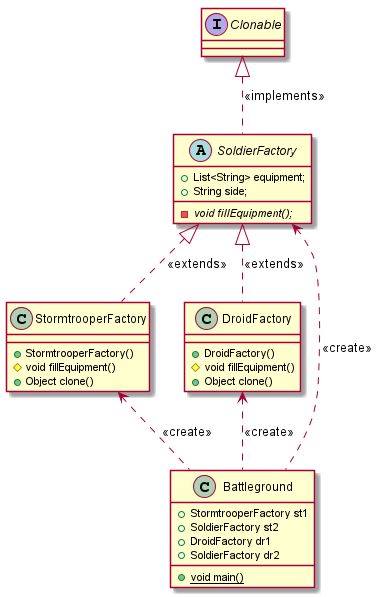 I Clonable
«implements»
A SoldierFactory
List<String> equipment;
String side;
void fillEquipment();
«extends» «extends»
C StormtrooperFactory
StormtrooperFactory()
void fillEquipment()
Object clone()
C DroidFactory
DroidFactory()
void fillEquipment()
Object clone()
«create»
«create» «create»
C Battleground
StormtrooperFactory st1
SoldierFactory st2
DroidFactory dr1
SoldierFactory dr2
void main()